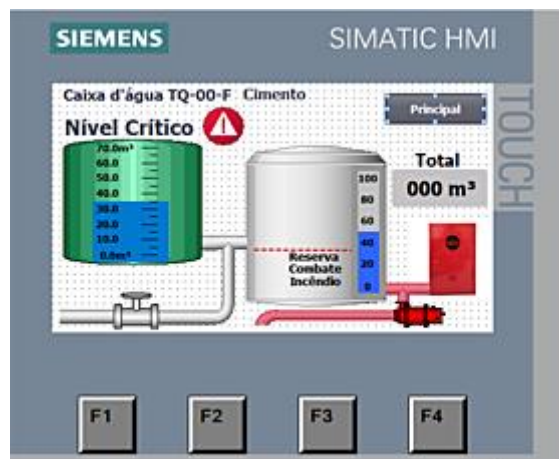 SIEMENS
SIMATIC HMI
TOUCH
Caixa d'água TQ-00-F Cimento
Principal
Nível Crítico
70.0m³
60.0
50.0
40.0
30.0
20.0
10.0
0.0m³
100
80
60
40
20
0
Reserva
Combate
Incêndio
Total
000 m³
F1
F2
F3
F4